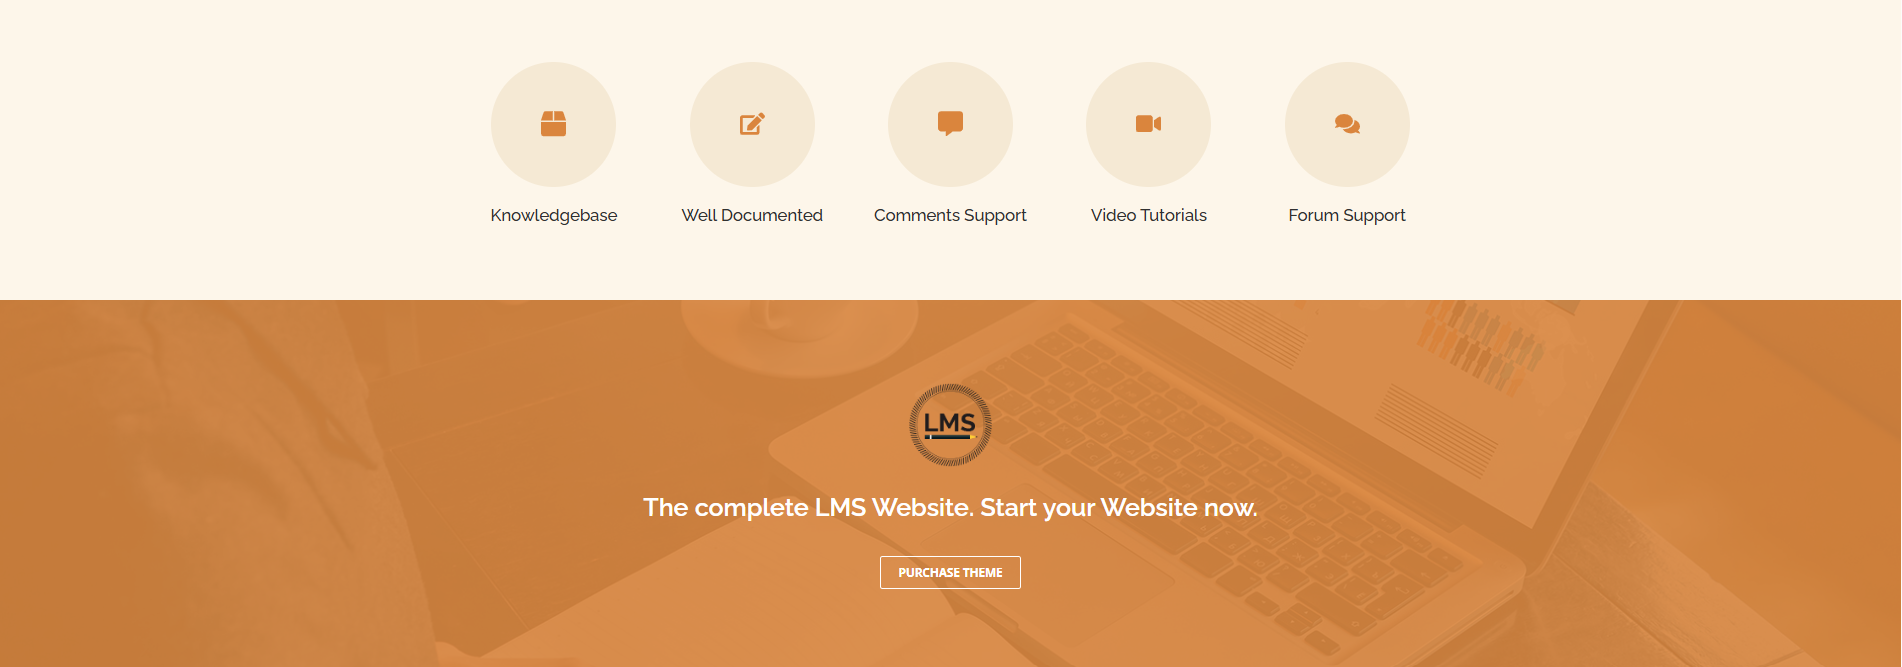 Knowledgebase
Well Documented
Comments Support
Video Tutorials
Forum Support
LMS
The complete LMS Website. Start your Website now.
PURCHASE THEME